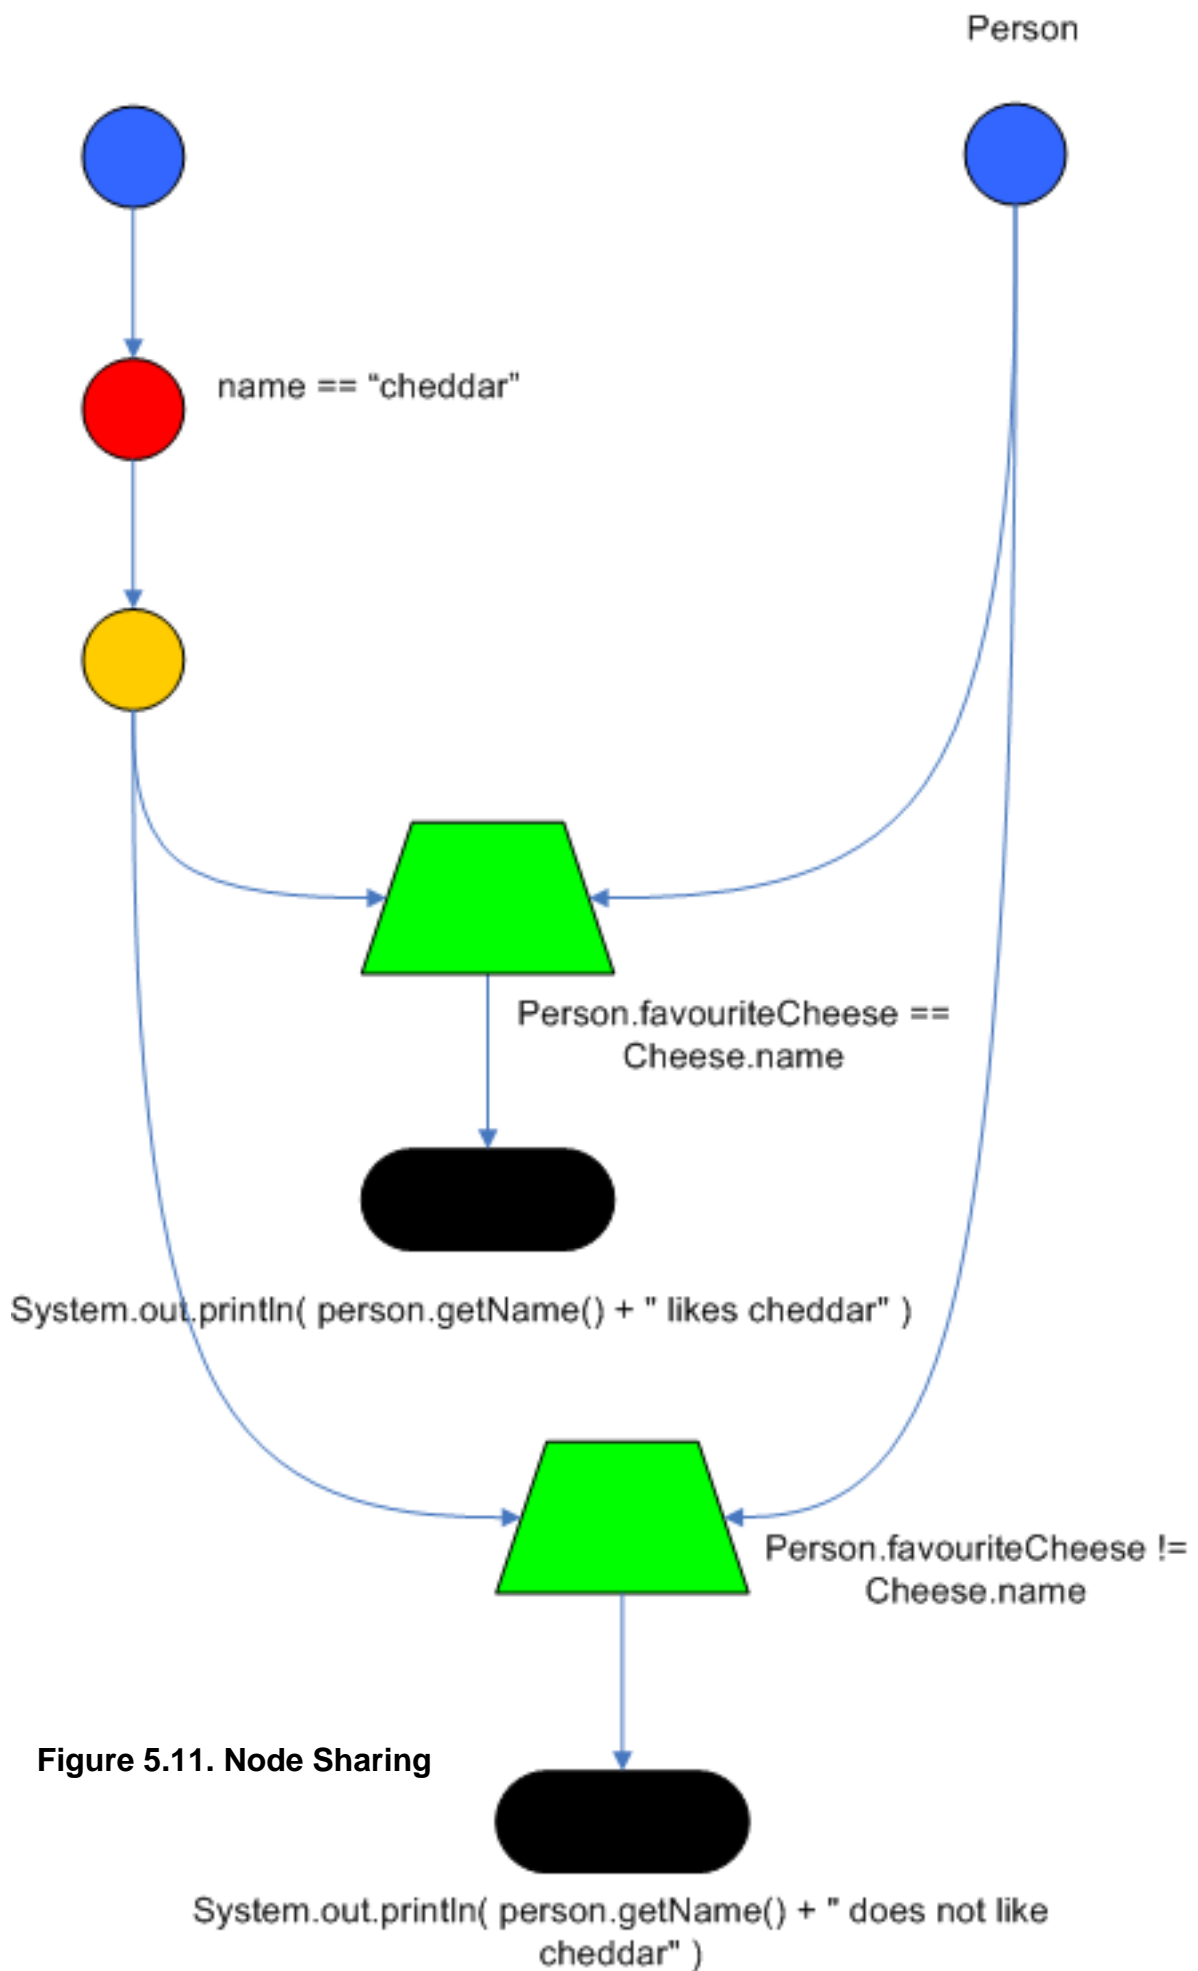 Person
name == “cheddar”
Person.favouriteCheese ==
Cheese.name
System.out.println( person.getName() + " likes cheddar" )
Person.favouriteCheese !=
Cheese.name
Figure 5.11. Node Sharing
System.out.println( person.getName() + " does not like
cheddar" )